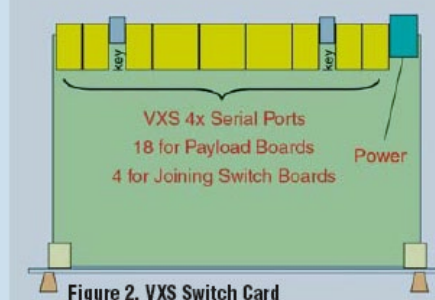 key
key
VXS 4x Serial Ports
18 for Payload Boards
4 for Joining Switch Boards
Power
Figure 2. VXS Switch Card